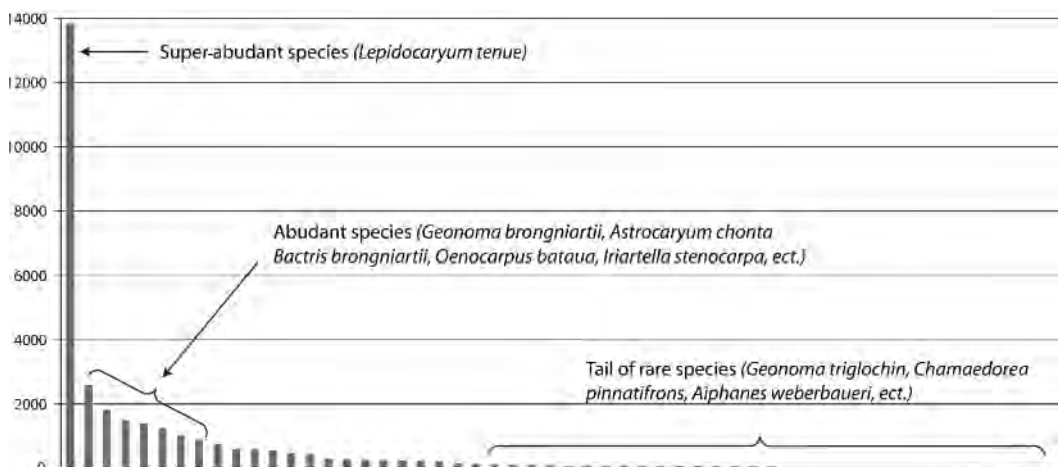 14000
Super-abudant species (Lepidocaryum tenue)
12000
10000
8000
Abudant species (Geonoma brongniartii, Astrocaryum chonta
Bactris brongniartii, Oenocarpus bataua, Iriartella stenocarpa, ect.)
6000
4000
Tail of rare species (Geonoma triglochin, Chamaedorea
pinnatifrons, Aiphanes weberbaueri, ect.)
2000
0